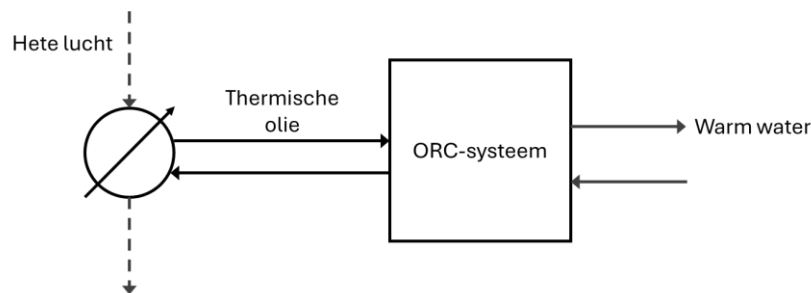 Hete lucht
Thermische
olie
ORC-systeem
Warm water